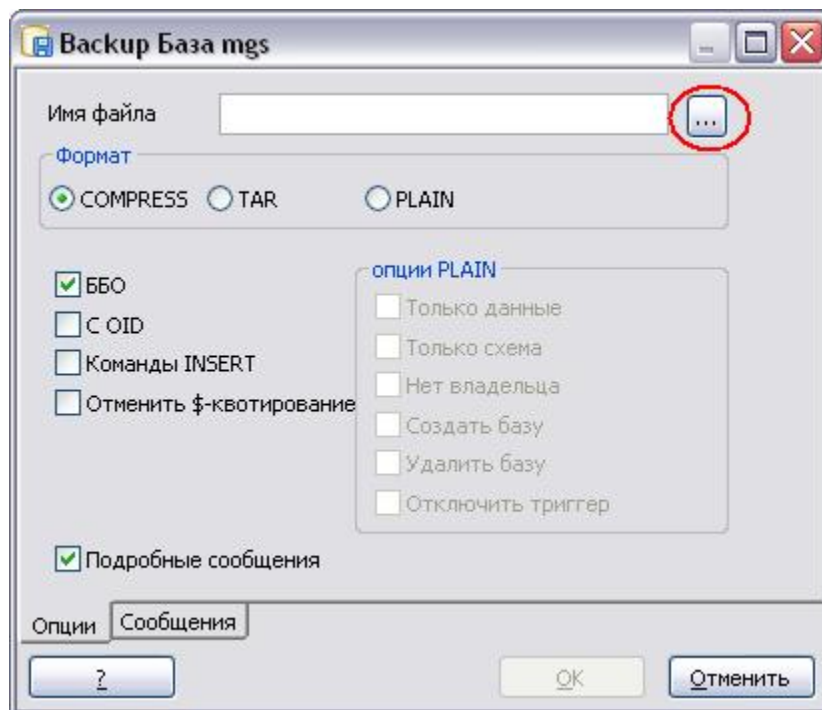 Backup База mgs
Имя файла
...
Формат
COMPRESS TAR PLAIN
ББО
С OID
Команды INSERT
Отменить $-квотирование
опции PLAIN
Только данные
Только схема
Нет владельца
Создать базу
Удалить базу
Отключить триггер
Подробные сообщения
Опции Сообщения
? OK Отменить